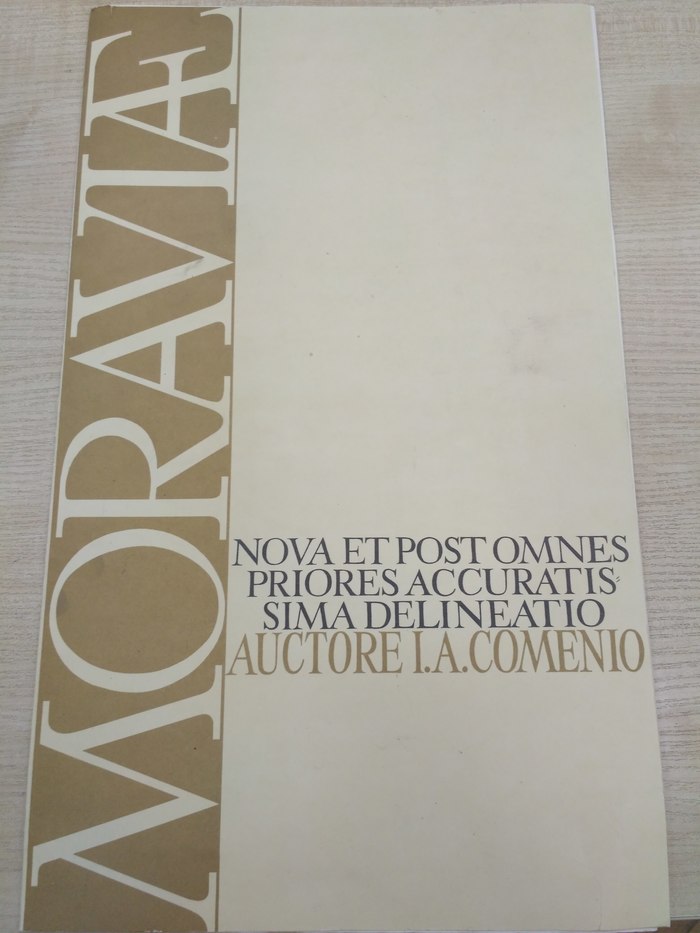 MORAVIÆ
NOVA ET POST OMNES
PRIORES ACCURATIS⸗
SIMA DELINEATIO
AUCTORE I.A.COMENIO